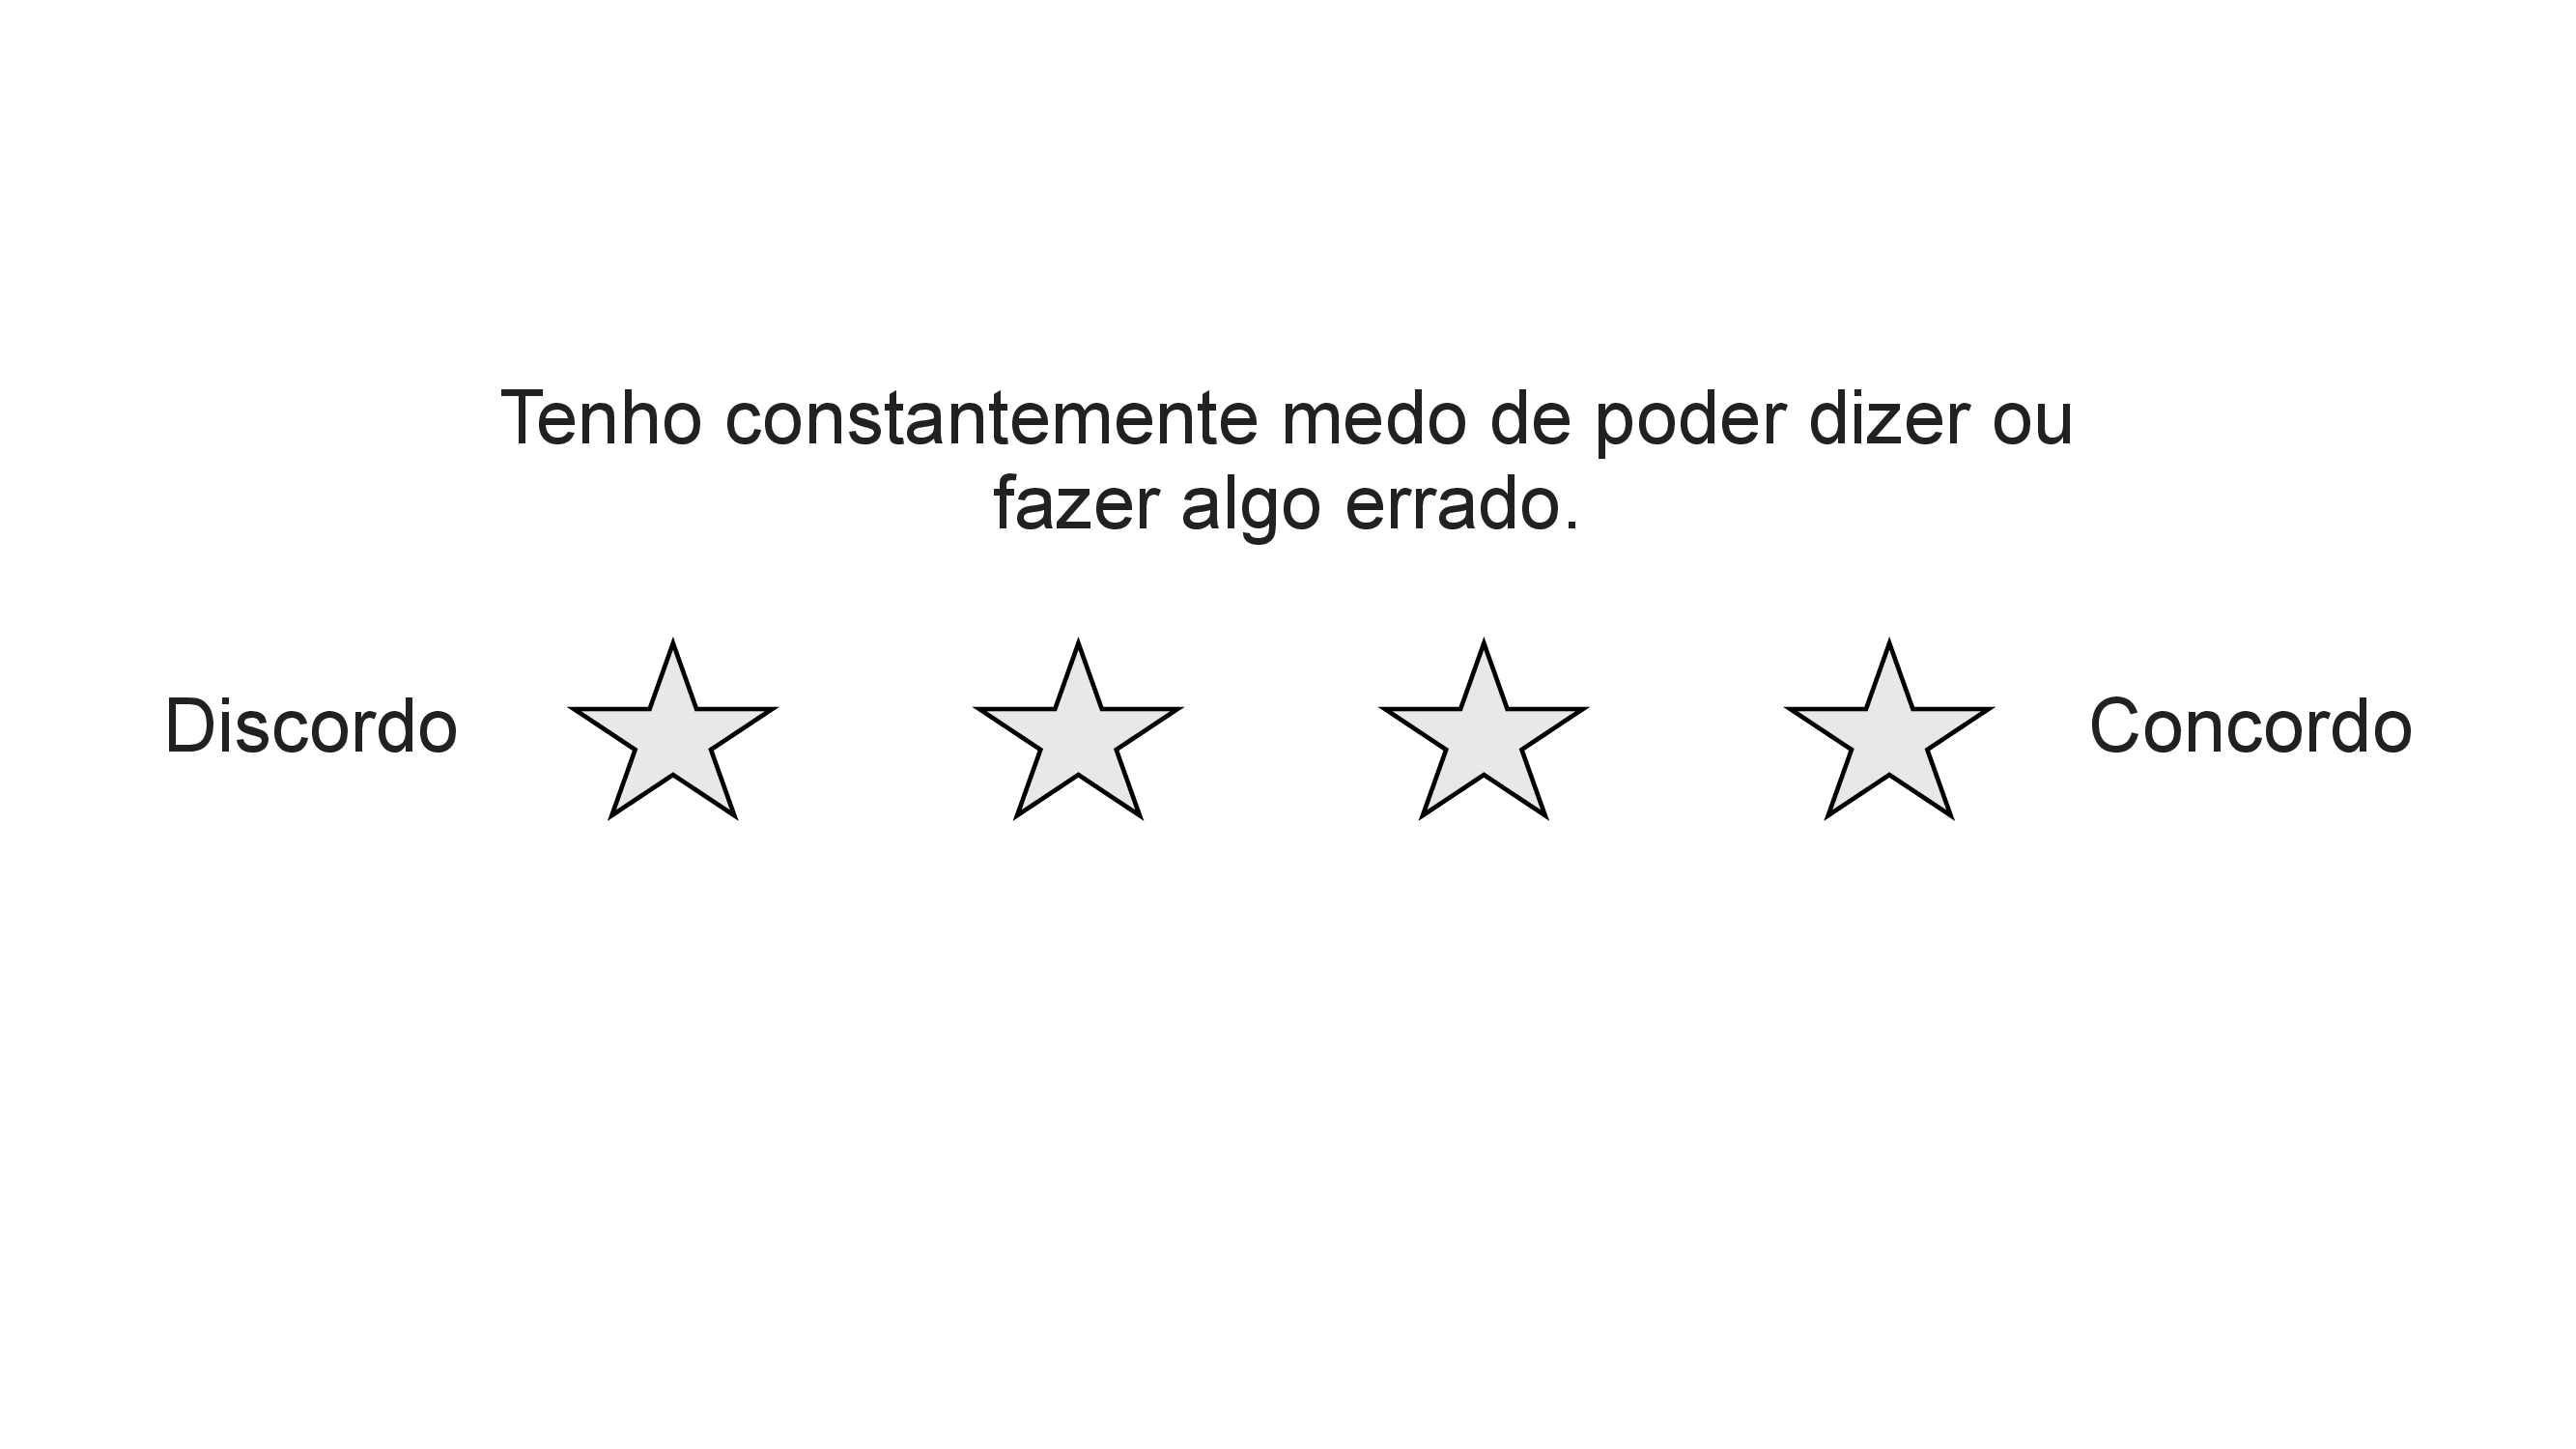 Tenho constantemente medo de poder dizer ou
fazer algo errado.
Discordo
Concordo